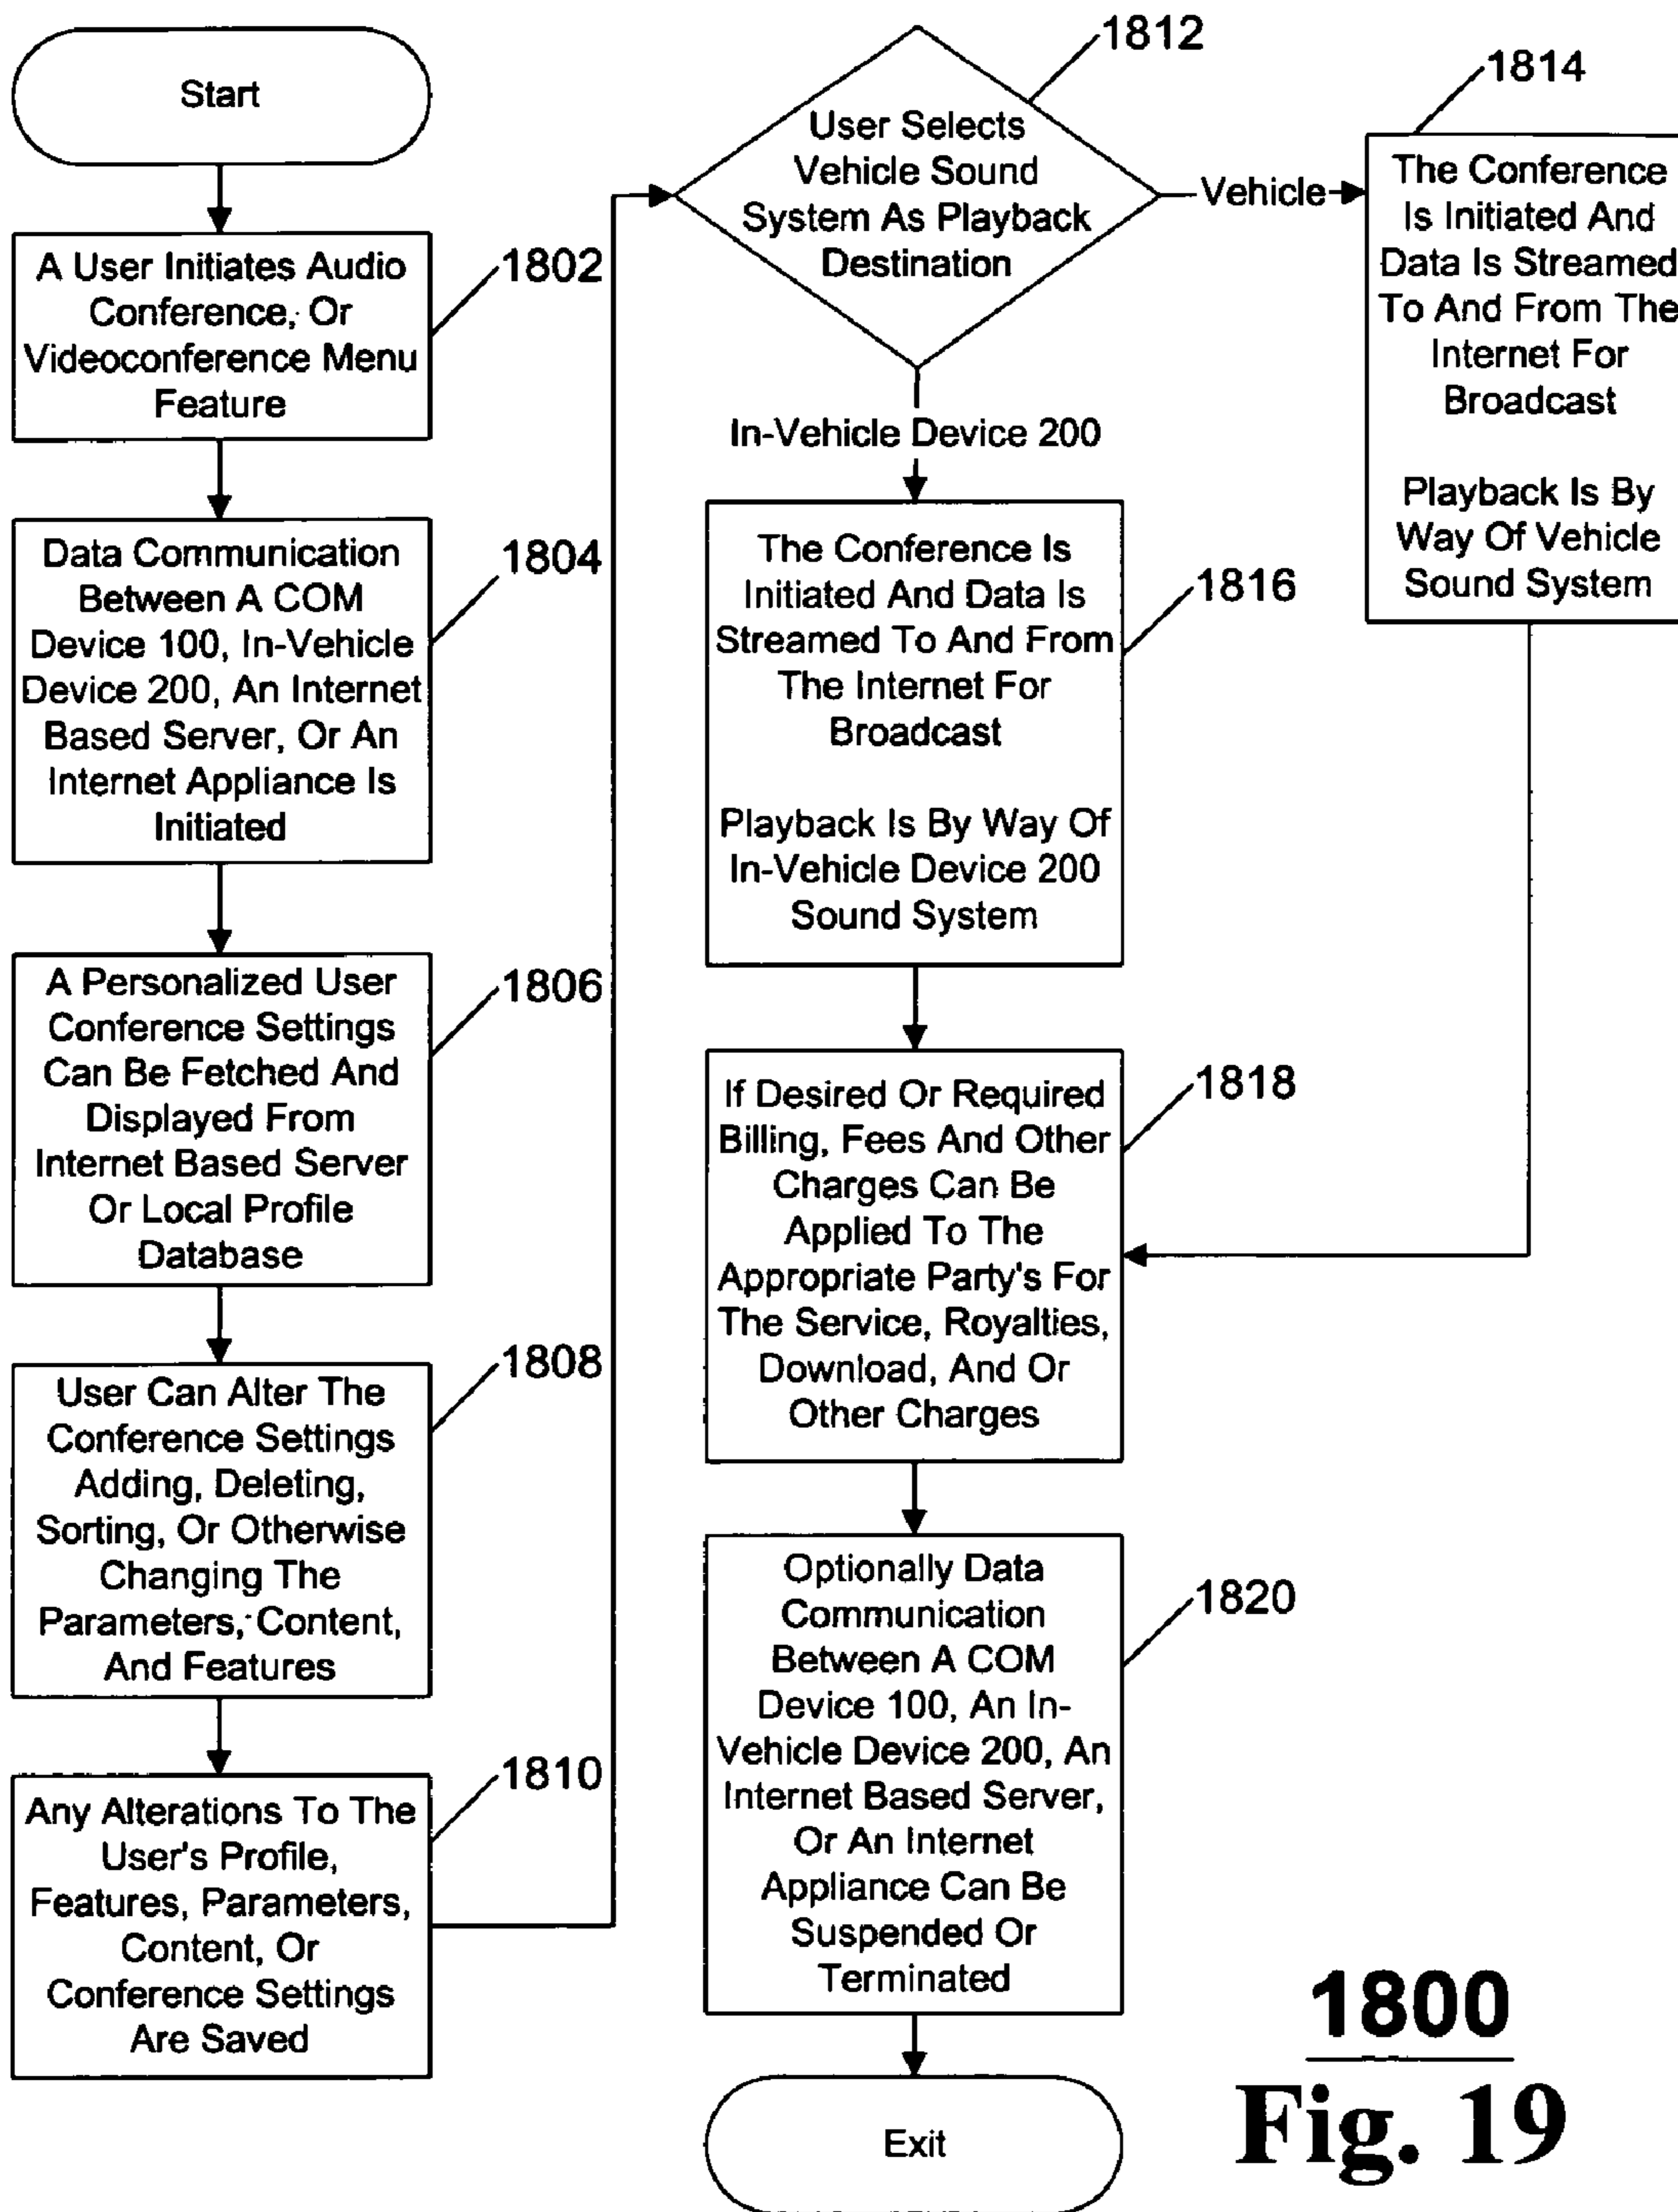 Start
A User Initiates Audio
Conference, Or
Videoconference Menu
Feature
1802
Data Communication
Between A COM
Device 100, In-Vehicle
Device 200, An Internet
Based Server, Or An
Internet Appliance Is
Initiated
1804
A Personalized User
Conference Settings
Can Be Fetched And
Displayed From
Internet Based Server
Or Local Profile
Database
1806
User Can Alter The
Conference Settings
Adding, Deleting,
Sorting, Or Otherwise
Changing The
Parameters, Content,
And Features
1808
Any Alterations To The
User's Profile,
Features, Parameters,
Content, Or
Conference Settings
Are Saved
1810
User Selects
Vehicle Sound
System As Playback
Destination
1812
Vehicle
In-Vehicle Device 200
The Conference
Is Initiated And
Data Is Streamed
To And From The
Internet For
Broadcast
Playback Is By
Way Of Vehicle
Sound System
1814
The Conference Is
Initiated And Data Is
Streamed To And From
The Internet For
Broadcast
Playback Is By Way Of
In-Vehicle Device 200
Sound System
1816
If Desired Or Required
Billing, Fees And Other
Charges Can Be
Applied To The
Appropriate Party's For
The Service, Royalties,
Download, And Or
Other Charges
1818
Optionally Data
Communication
Between A COM
Device 100, An In-
Vehicle Device 200, An
Internet Based Server,
Or An Internet
Appliance Can Be
Suspended Or
Terminated
1820
Exit
1800
Fig. 19